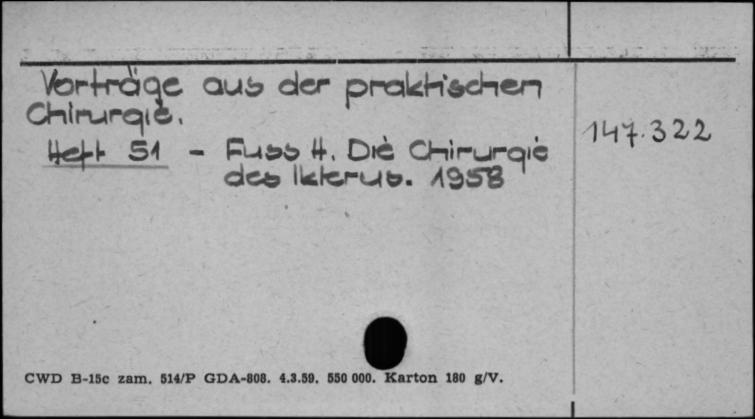 Vorträge aus der praktischen
Chirurgie.
147.322
Heft 51 - Fuss H. Die Chirurgie
des Ikterus. 1958
CWD B-15c zam. 514/P GDA-808. 4.3.59. 550 000. Karton 180 g/V.